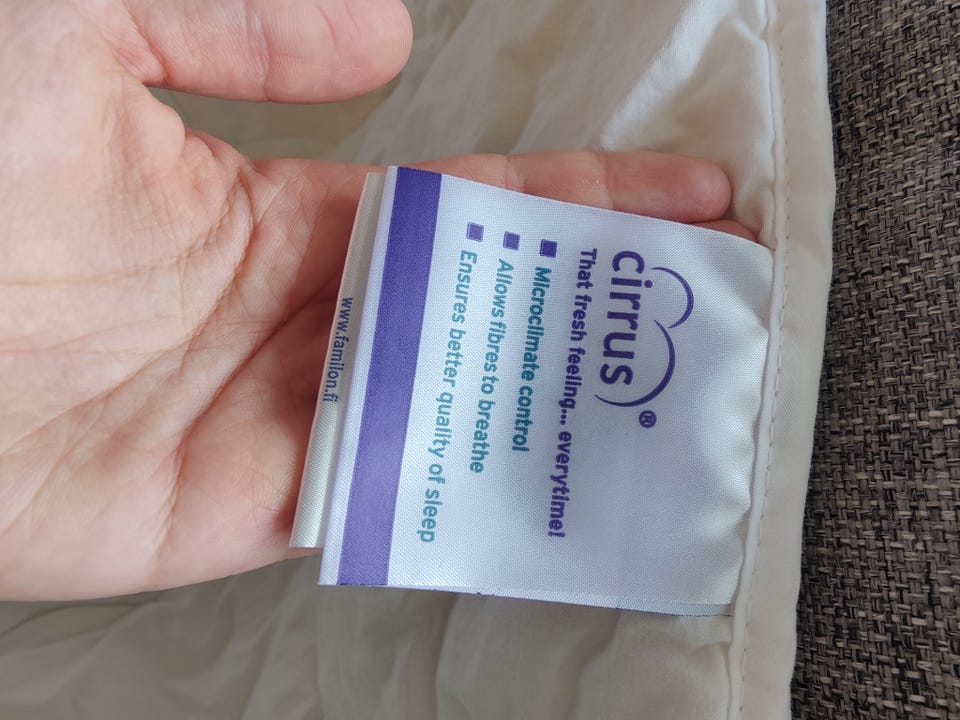 cirrus®
That fresh feeling... everytime!
Microclimate control
Allows fibres to breathe
Ensures better quality of sleep
www.familon.fi